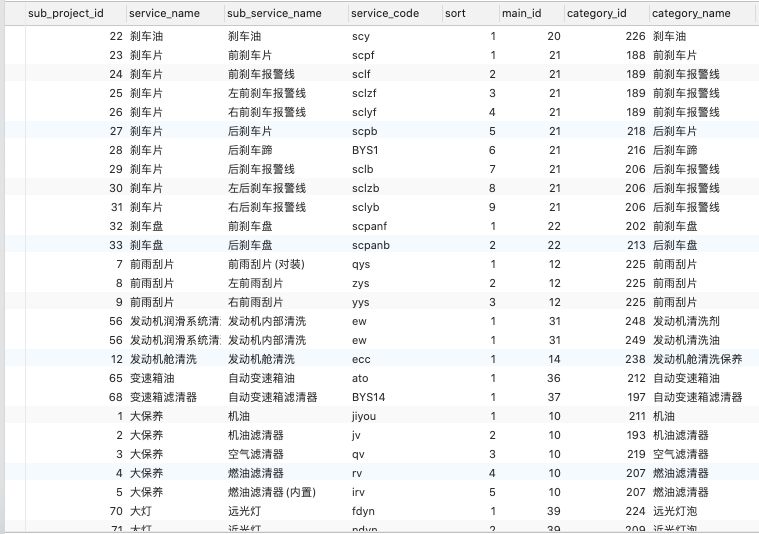 sub_project_id service_name sub_service_name service_code sort main_id category_id category_name
22 刹车油 刹车油 scy 1 20 226 刹车油
23 刹车片 前刹车片 scpf 1 21 188 前刹车片
24 刹车片 前刹车报警线 sclf 2 21 189 前刹车报警线
25 刹车片 左前刹车报警线 sclzf 3 21 189 前刹车报警线
26 刹车片 右前刹车报警线 sclyf 4 21 189 前刹车报警线
27 刹车片 后刹车片 scpb 5 21 218 后刹车片
28 刹车片 后刹车蹄 BYS1 6 21 216 后刹车蹄
29 刹车片 后刹车报警线 sclb 7 21 206 后刹车报警线
30 刹车片 左后刹车报警线 sclzb 8 21 206 后刹车报警线
31 刹车片 右后刹车报警线 sclyb 9 21 206 后刹车报警线
32 刹车盘 前刹车盘 scpanf 1 22 202 前刹车盘
33 刹车盘 后刹车盘 scpanb 2 22 213 后刹车盘
7 前雨刮片 前雨刮片(对装) qys 1 12 225 前雨刮片
8 前雨刮片 左前雨刮片 zys 2 12 225 前雨刮片
9 前雨刮片 右前雨刮片 yys 3 12 225 前雨刮片
56 发动机润滑系统清 发动机内部清洗 ew 1 31 248 发动机清洗剂
56 发动机润滑系统清 发动机内部清洗 ew 1 31 249 发动机清洗油
12 发动机舱清洗 发动机舱清洗 ecc 1 14 238 发动机舱清洗保养
65 变速箱油 自动变速箱油 ato 1 36 212 自动变速箱油
68 变速箱滤清器 自动变速箱滤清器 BYS14 1 37 197 自动变速箱滤清器
1 大保养 机油 jiyou 1 10 211 机油
2 大保养 机油滤清器 jv 2 10 193 机油滤清器
3 大保养 空气滤清器 qv 3 10 219 空气滤清器
4 大保养 燃油滤清器 rv 4 10 207 燃油滤清器
5 大保养 燃油滤清器(内置) irv 5 10 207 燃油滤清器
70 大灯 远光灯 fdyn 1 39 224 远光灯泡
71 大灯 近光灯 ndyn 2 39 209 近光灯泡